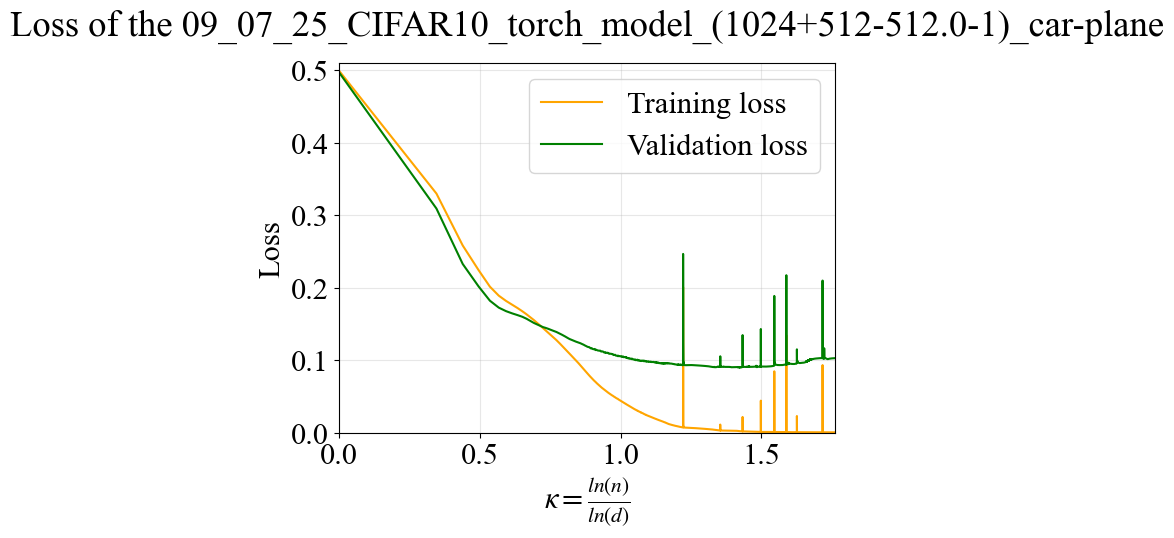 Loss of the 09_07_25_CIFAR10_torch_model_(1024+512-512.0-1)_car-plane
0.5
0.4
0.3
0.2
0.1
0.0
Loss
Training loss
Validation loss
0.0 0.5 1.0 1.5
κ = ln(n) / ln(d)